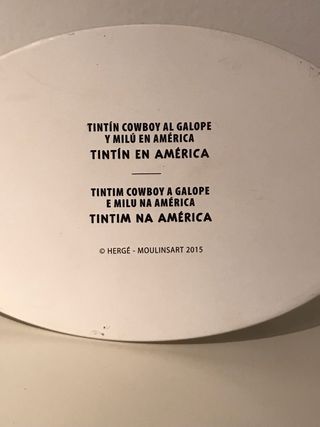 TINTÍN COWBOY AL GALOPE
Y MILÚ EN AMÉRICA
TINTÍN EN AMÉRICA
TINTIM COWBOY A GALOPE
E MILU NA AMÉRICA
TINTIM NA AMÉRICA
© HERGÉ - MOULINSART 2015